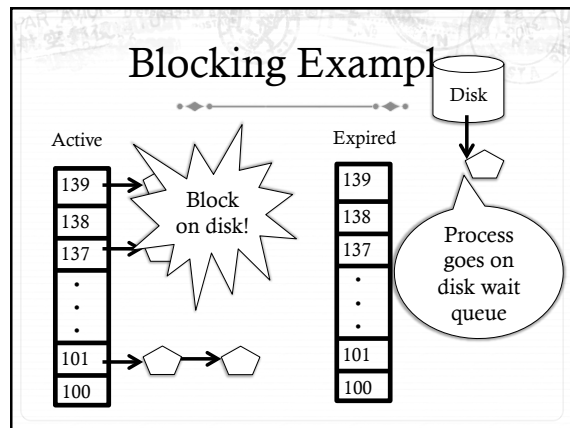 Blocking Exampl
Disk
Active
Expired
139
138
137
101
100
Block
on disk!
139
138
137
101
100
Process
goes on
disk wait
queue